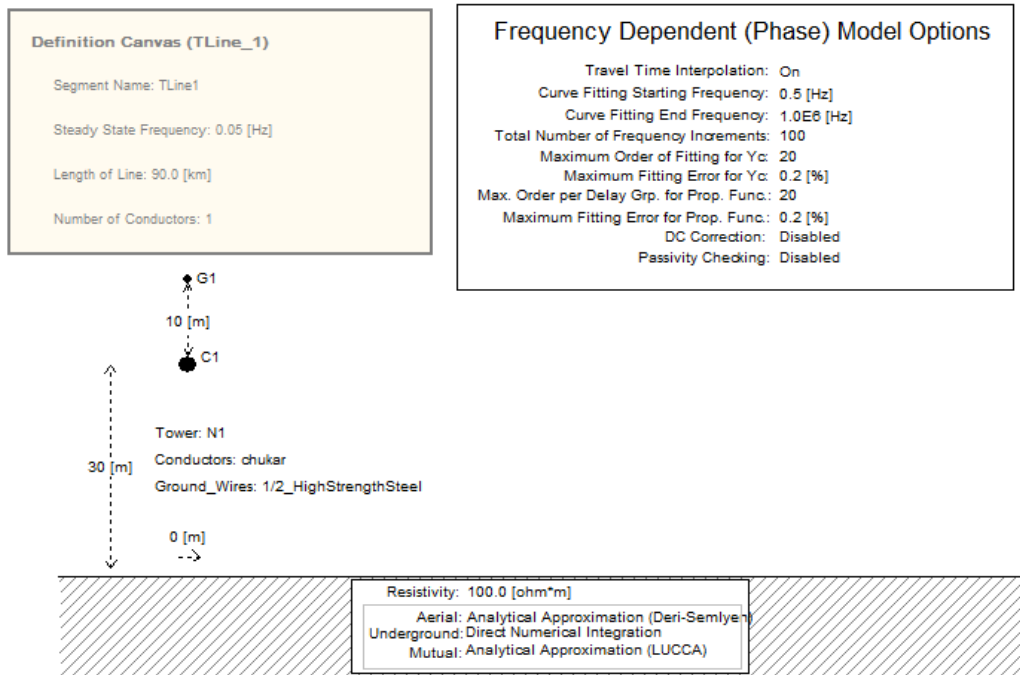 Definition Canvas (TLine_1)
Segment Name: TLine1
Steady State Frequency: 0.05 [Hz]
Length of Line: 90.0 [km]
Number of Conductors: 1
Frequency Dependent (Phase) Model Options
Travel Time Interpolation: On
Curve Fitting Starting Frequency: 0.5 [Hz]
Curve Fitting End Frequency: 1.0E6 [Hz]
Total Number of Frequency Increments: 100
Maximum Order of Fitting for Yc: 20
Maximum Fitting Error for Yc: 0.2 [%]
Max. Order per Delay Grp. for Prop. Func.: 20
Maximum Fitting Error for Prop. Func.: 0.2 [%]
DC Correction: Disabled
Passivity Checking: Disabled
G1
10 [m]
C1
30 [m]
Tower: N1
Conductors: chukar
Ground_Wires: 1/2_HighStrengthSteel
0 [m]
Resistivity: 100.0 [ohm*m]
Aerial: Analytical Approximation (Deri-Semlyen)
Underground: Direct Numerical Integration
Mutual: Analytical Approximation (LUCCA)